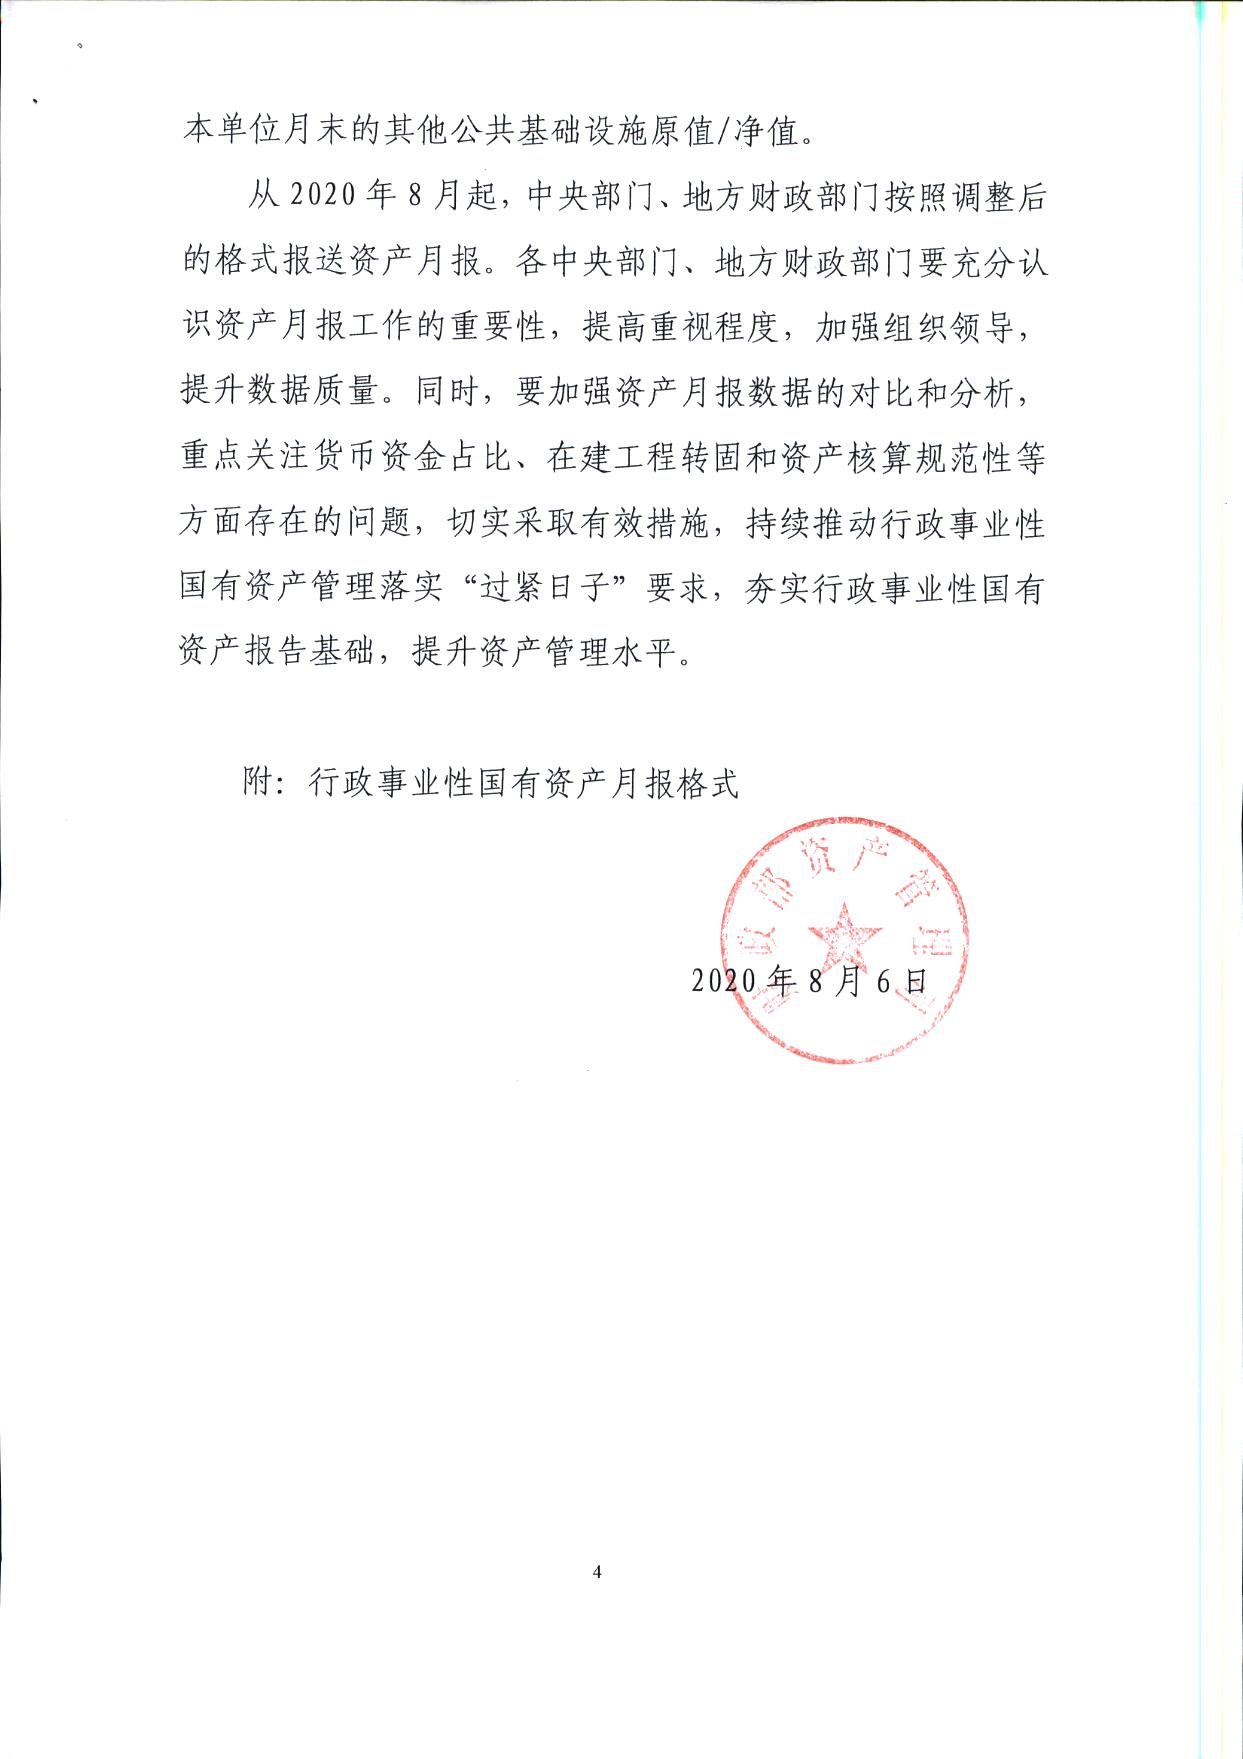 本单位月末的其他公共基础设施原值/净值。
从 2020 年 8 月起，中央部门、地方财政部门按照调整后
的格式报送资产月报。各中央部门、地方财政部门要充分认
识资产月报工作的重要性，提高重视程度，加强组织领导，
提升数据质量。同时，要加强资产月报数据的对比和分析，
重点关注货币资金占比、在建工程转固和资产核算规范性等
方面存在的问题，切实采取有效措施，持续推动行政事业性
国有资产管理落实“过紧日子”要求，夯实行政事业性国有
资产报告基础，提升资产管理水平。
附：行政事业性国有资产月报格式
财政部资产管理司
2020 年 8 月 6 日
4